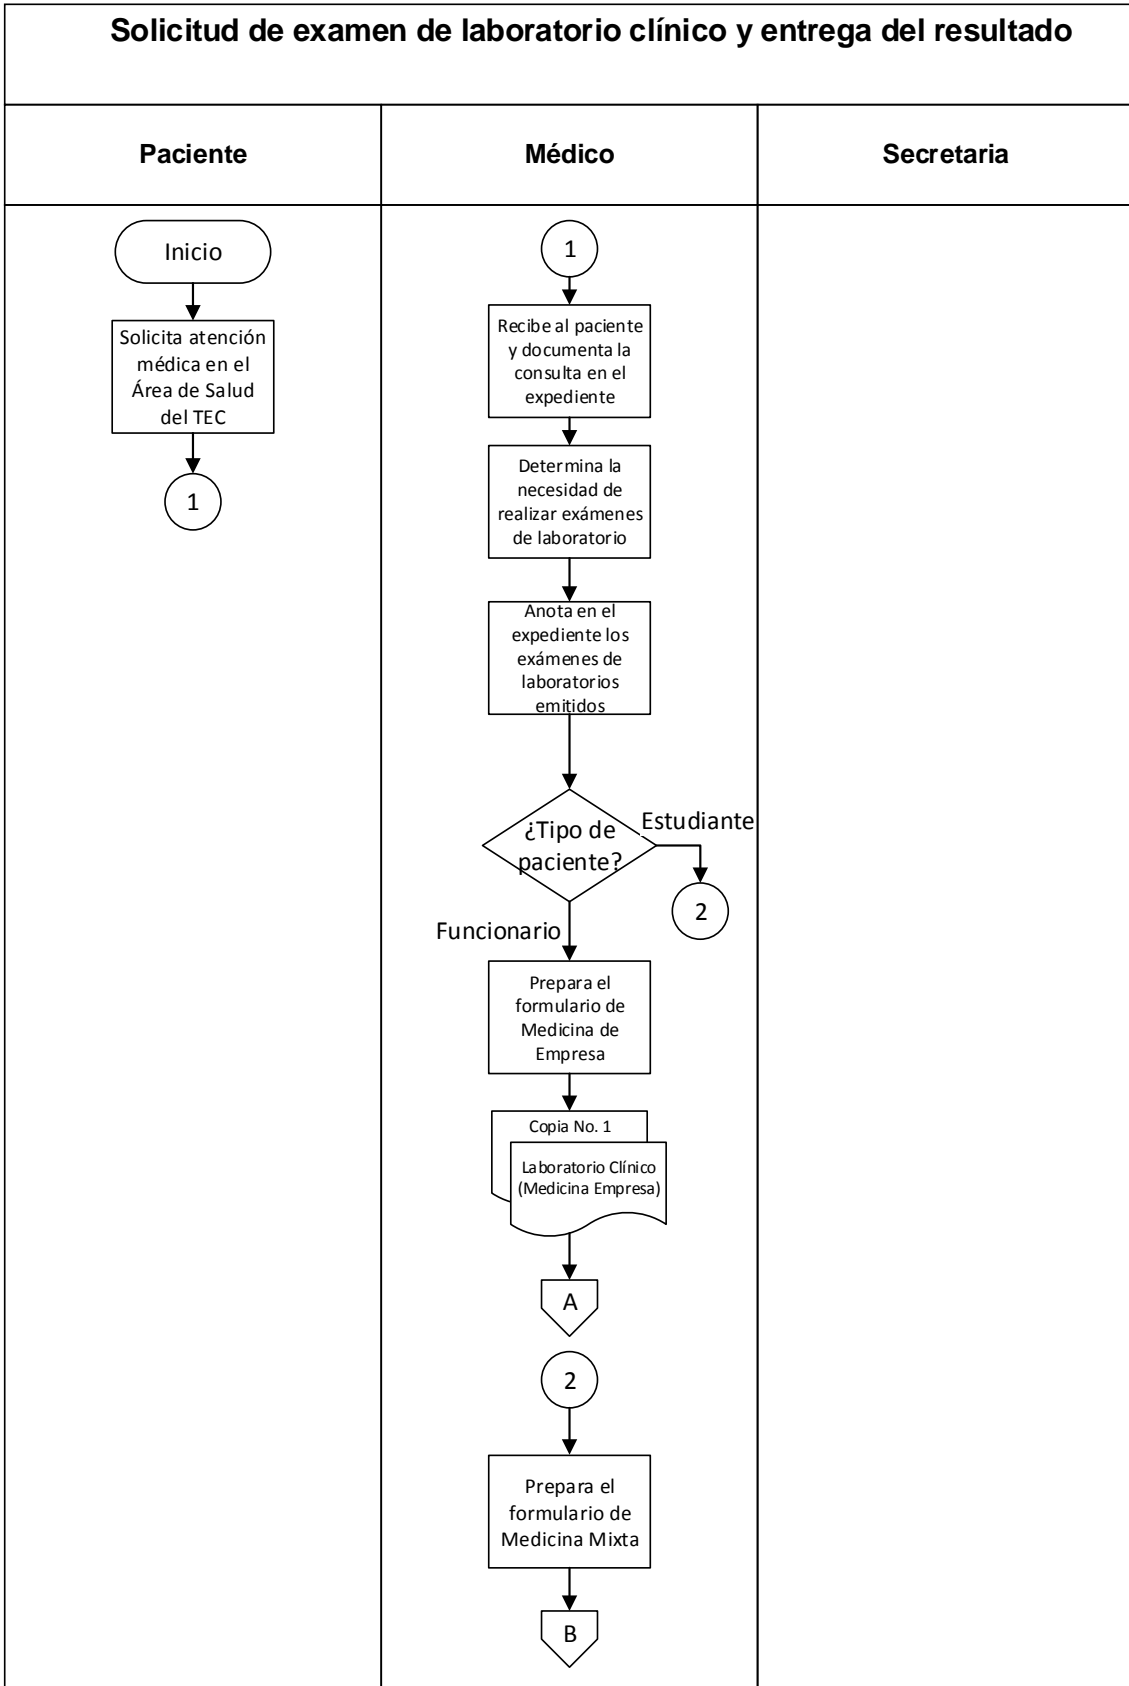 Solicitud de examen de laboratorio clínico y entrega del resultado
Paciente
Médico
Secretaria
Inicio
Solicita atención
médica en el
Área de Salud
del TEC
1
1
Recibe al paciente
y documenta la
consulta en el
expediente
Determina la
necesidad de
realizar exámenes
de laboratorio
Anota en el
expediente los
exámenes de
laboratorios
emitidos
¿Tipo de
paciente?
Estudiante
2
Funcionario
Prepara el
formulario de
Medicina de
Empresa
Copia No. 1
Laboratorio Clínico
(Medicina Empresa)
A
2
Prepara el
formulario de
Medicina Mixta
B